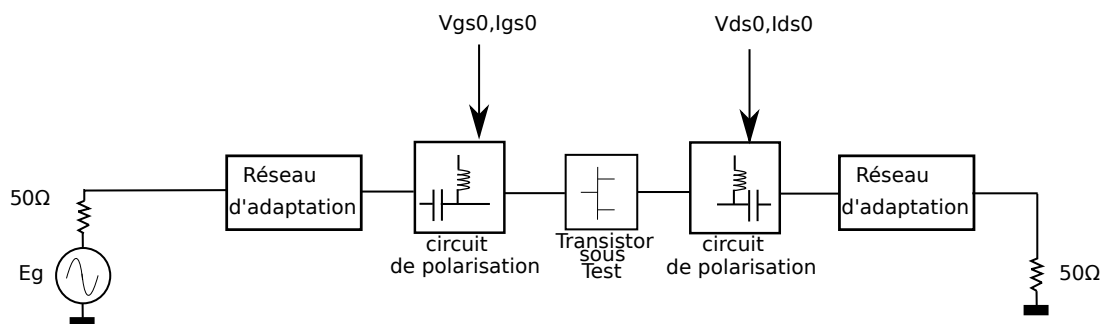 Vgs0,Igs0
Vds0,Ids0
50Ω
Réseau
d'adaptation
Réseau
d'adaptation
circuit
de polarisation
Transistor
sous
Test
circuit
de polarisation
Eg
50Ω